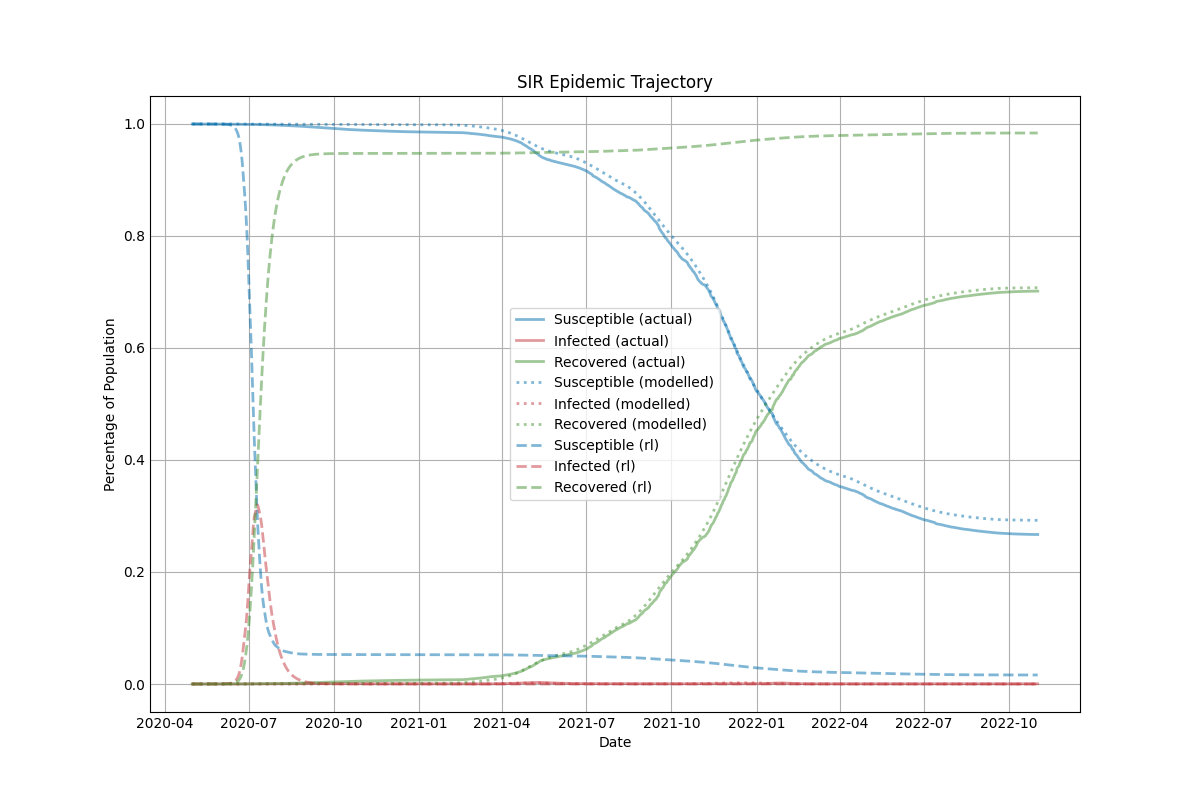 SIR Epidemic Trajectory
Percentage of Population
1.0
0.8
0.6
0.4
0.2
0.0
Susceptible (actual)
Infected (actual)
Recovered (actual)
Susceptible (modelled)
Infected (modelled)
Recovered (modelled)
Susceptible (rl)
Infected (rl)
Recovered (rl)
2020-04 2020-07 2020-10 2021-01 2021-04 2021-07 2021-10 2022-01 2022-04 2022-07 2022-10
Date